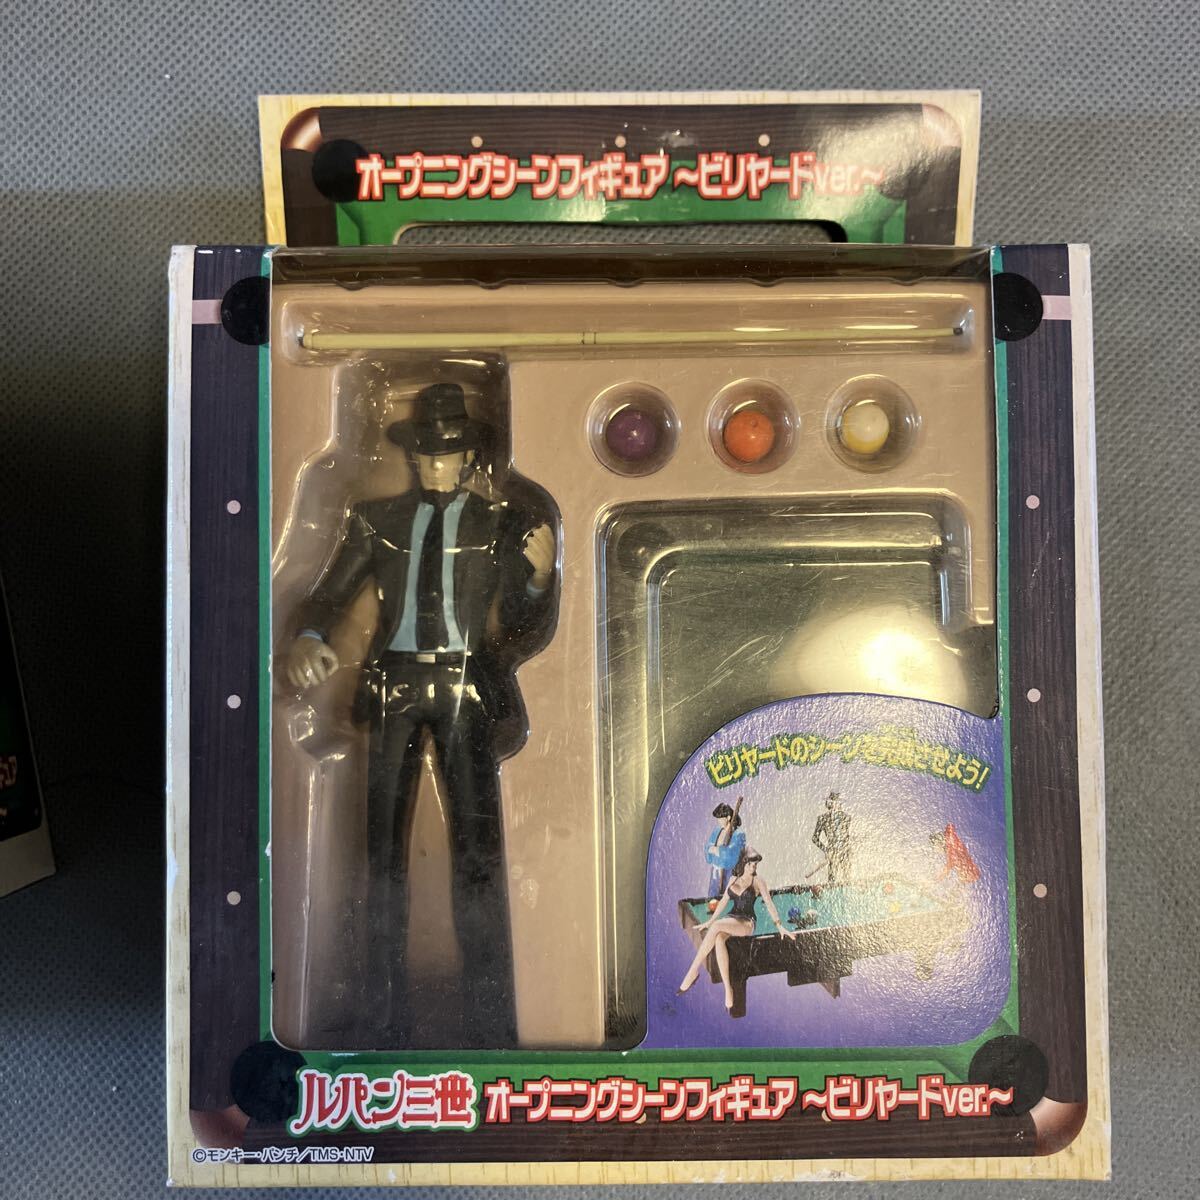 オープニングシーンフィギュア ～ビリヤードver.～
ビリヤードのシーンを完成させよう!
ルパン三世 オープニングシーンフィギュア ～ビリヤードver.～
©モンキー・パンチ/TMS・NTV